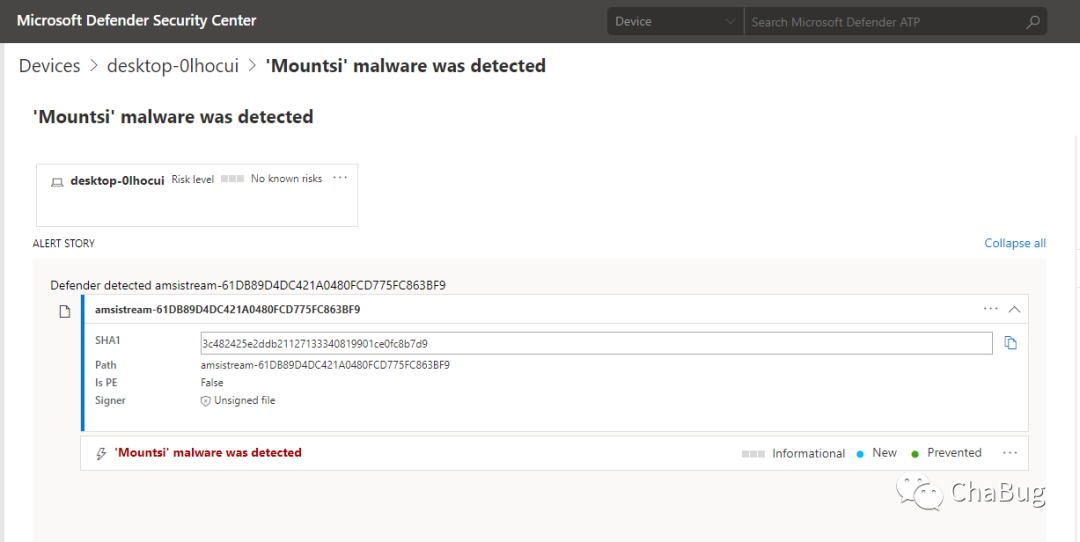 Microsoft Defender Security Center
Device
Search Microsoft Defender ATP
Devices > desktop-0lhocui > 'Mountsi' malware was detected
'Mountsi' malware was detected
desktop-0lhocui Risk level No known risks ...
ALERT STORY
Collapse all
Defender detected amsistream-61DB89D4DC421A0480FCD775FC863BF9
amsistream-61DB89D4DC421A0480FCD775FC863BF9 ...
SHA1 3c482425e2ddb21127133340819901ce0fc8b7d9
Path amsistream-61DB89D4DC421A0480FCD775FC863BF9
Is PE False
Signer Unsigned file
'Mountsi' malware was detected Informational New Prevented ...
ChaBug